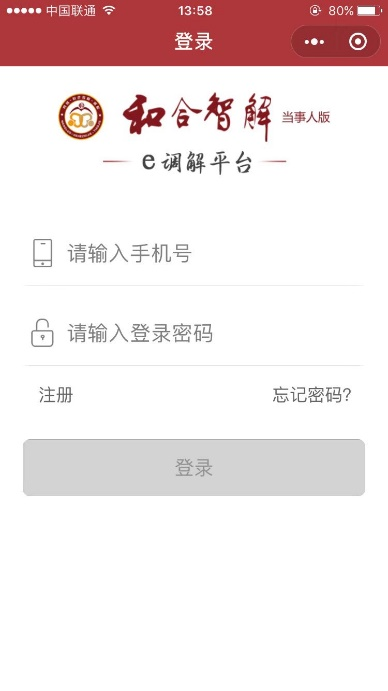 中国联通 13:58 80%
登录
和合智解 当事人版
e调解平台
请输入手机号
请输入登录密码
注册 忘记密码?
登录